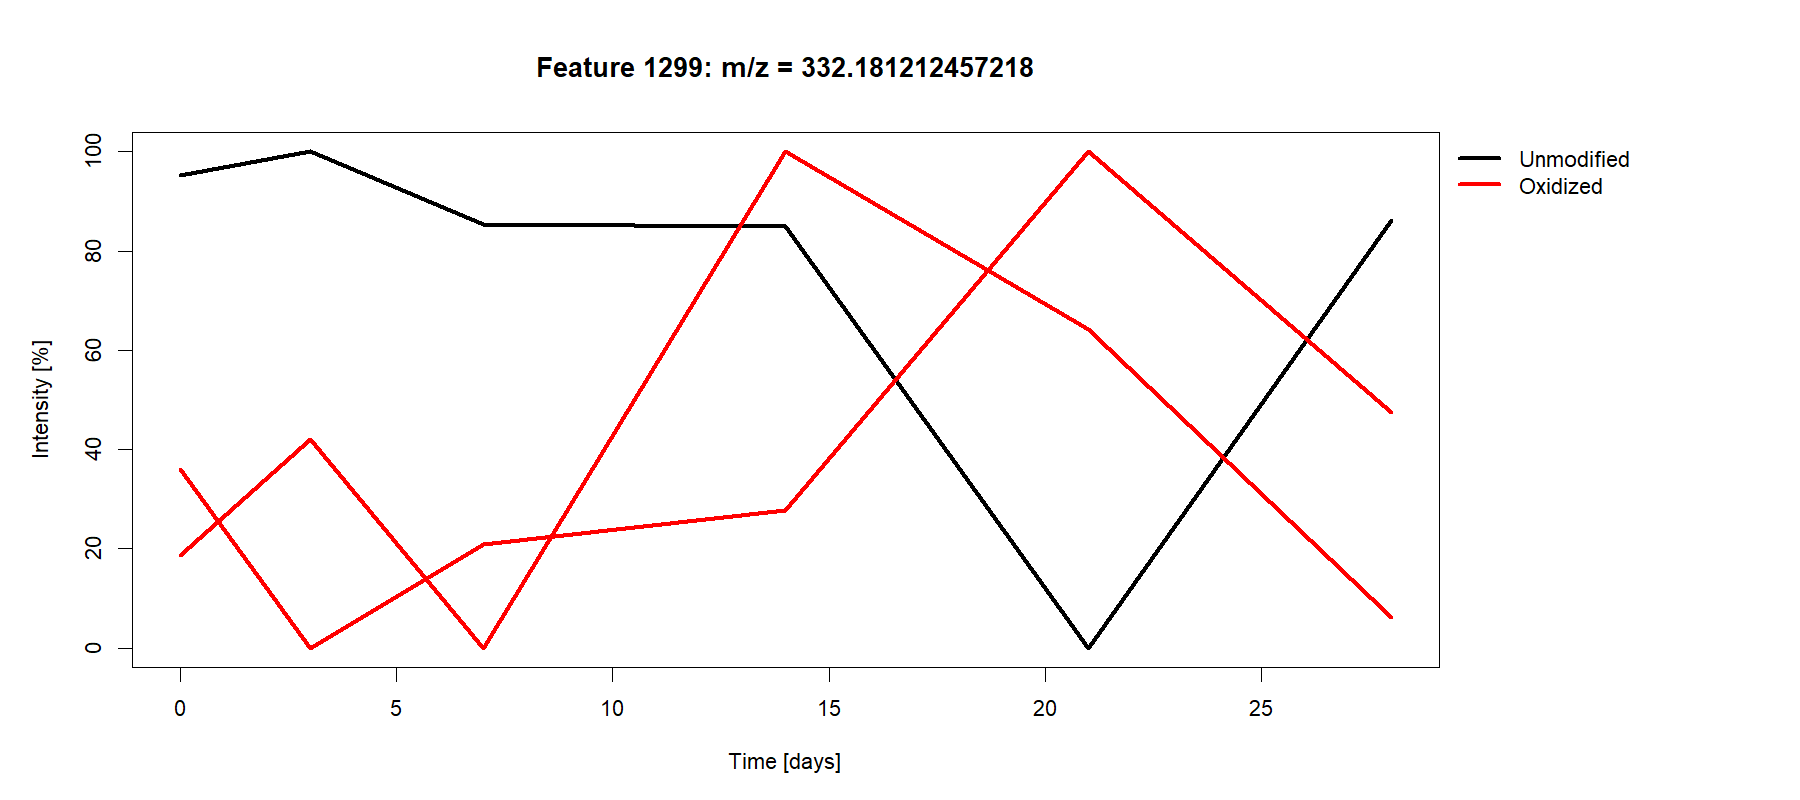 Feature 1299: m/z = 332.181212457218
Unmodified
Oxidized
Intensity [%]
100
80
60
40
20
0
0 5 10 15 20 25
Time [days]